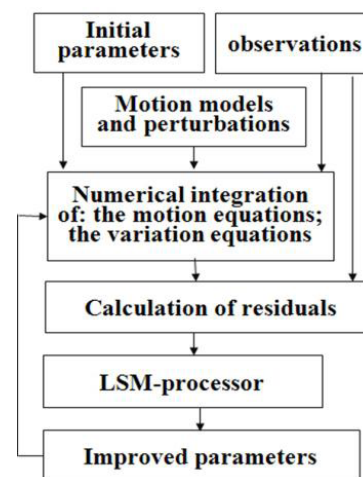 Initial
parameters
observations
Motion models
and perturbations
Numerical integration
of: the motion equations;
the variation equations
Calculation of residuals
LSM-processor
Improved parameters